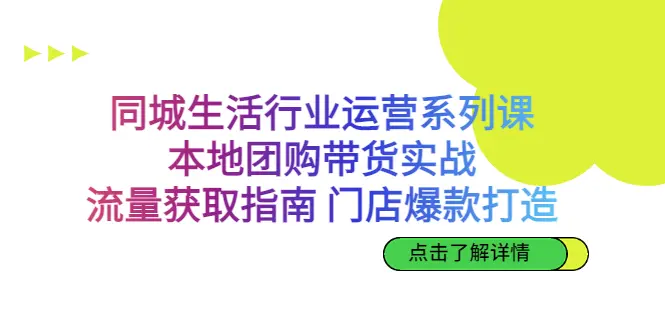 同城生活行业运营系列课
本地团购带货实战
流量获取指南 门店爆款打造
点击了解详情